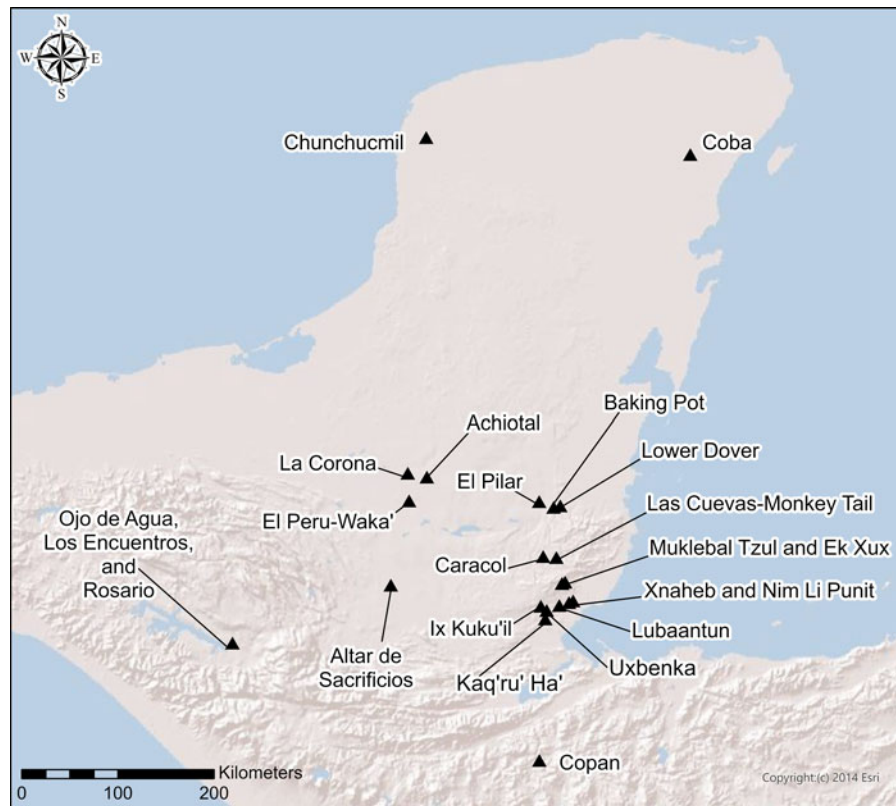 N
W E
S
Chunchucmil
Coba
Baking Pot
Achiotal
Lower Dover
La Corona
El Pilar
Las Cuevas-Monkey Tail
El Peru-Waka'
Ojo de Agua,
Los Encuentros,
and
Rosario
Muklebal Tzul and Ek Xux
Caracol
Xnaheb and Nim Li Punit
Ix Kuku'il
Lubaantun
Altar de
Sacrificios
Uxbenka
Kaq'ru' Ha'
Copan
Kilometers
0 100 200
Copyright:(c) 2014 Esri